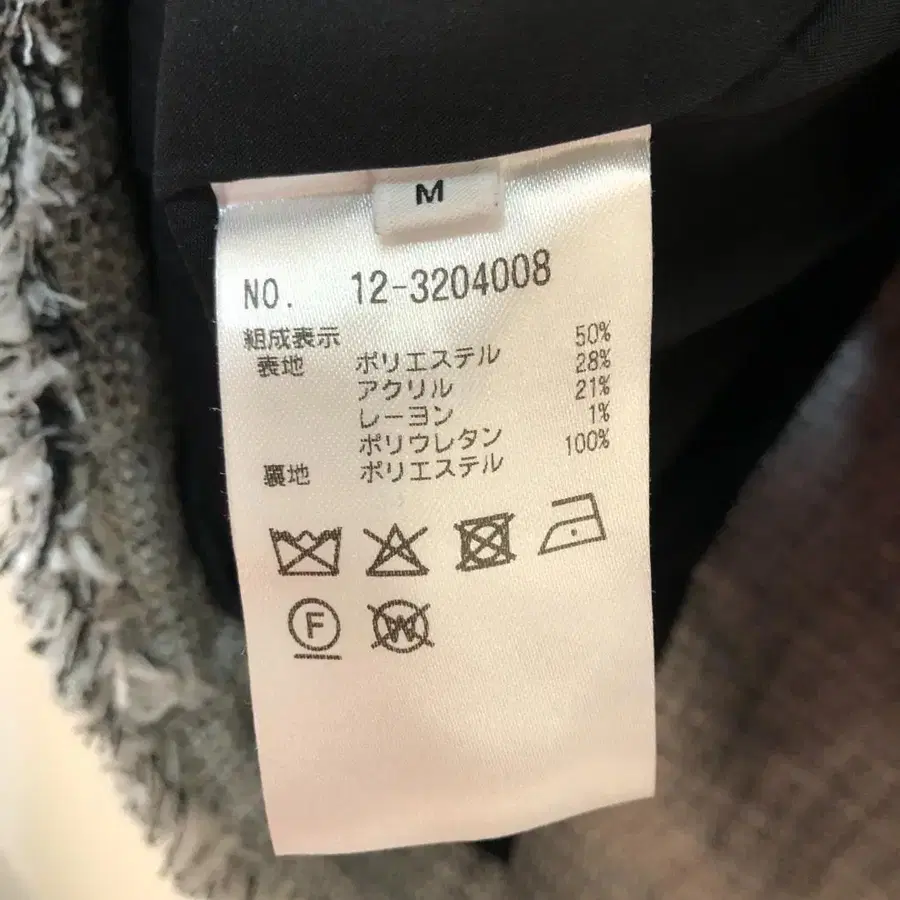 M
NO. 12-3204008
組成表示
表地 ポリエステル 50%
アクリル 28%
レーヨン 21%
ポリウレタン 1%
裏地 ポリエステル 100%
F W